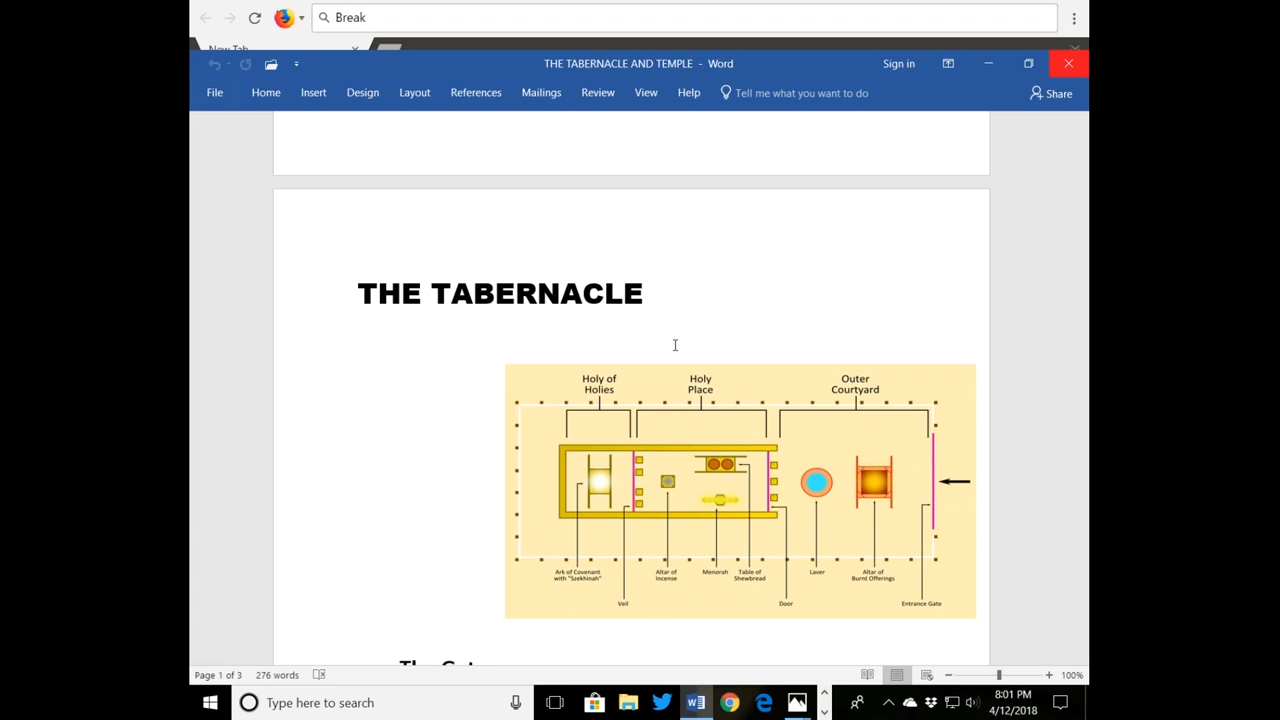 Break
New Tab
THE TABERNACLE AND TEMPLE - Word
Sign in
File Home Insert Design Layout References Mailings Review View Help Tell me what you want to do Share
THE TABERNACLE
Holy of
Holies
Holy
Place
Outer
Courtyard
Ark of Covenant
with "Szekhinah"
Altar of
Incense
Menorah
Table of
Shewbread
Laver
Altar of
Burnt Offerings
Veil
Door
Entrance Gate
Page 1 of 3 276 words 100%
Type here to search
8:01 PM
4/12/2018